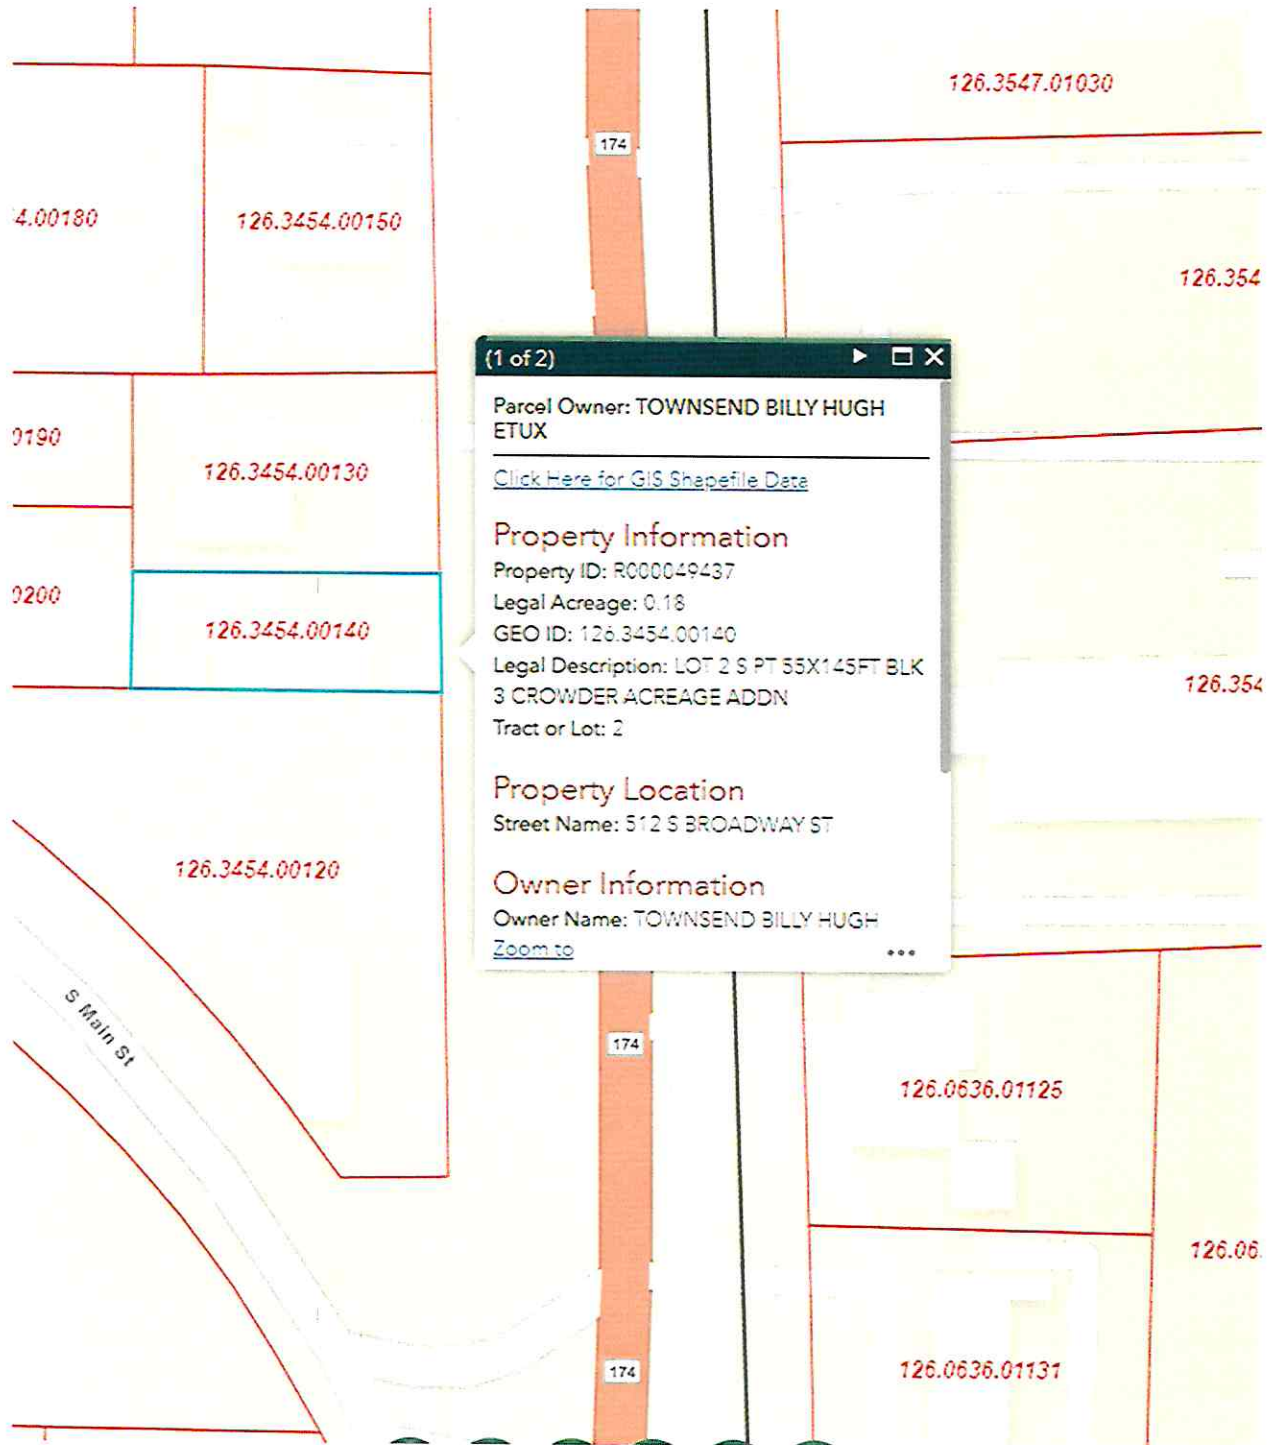 126.3547.01030
174
4.00180
126.3454.00150
126.354
(1 of 2)
Parcel Owner: TOWNSEND BILLY HUGH
ETUX
Click Here for GIS Shapefile Data
0190
126.3454.00130
Property Information
Property ID: R000049437
Legal Acreage: 0.18
0200
126.3454.00140
GEO ID: 126.3454.00140
Legal Description: LOT 2 S PT 55X145FT BLK
3 CROWDER ACREAGE ADDN
Tract or Lot: 2
126.354
Property Location
Street Name: 512 S BROADWAY ST
126.3454.00120
Owner Information
Owner Name: TOWNSEND BILLY HUGH
Zoom to
S Main St
174
126.0636.01125
126.06
174
126.0636.01131